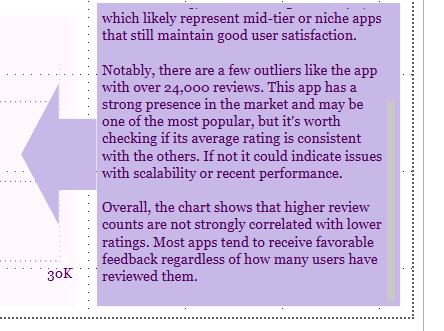 which likely represent mid-tier or niche apps
that still maintain good user satisfaction.
Notably, there are a few outliers like the app
with over 24,000 reviews. This app has a
strong presence in the market and may be
one of the most popular, but it's worth
checking if its average rating is consistent
with the others. If not it could indicate issues
with scalability or recent performance.
Overall, the chart shows that higher review
counts are not strongly correlated with lower
ratings. Most apps tend to receive favorable
feedback regardless of how many users have
reviewed them.
30K